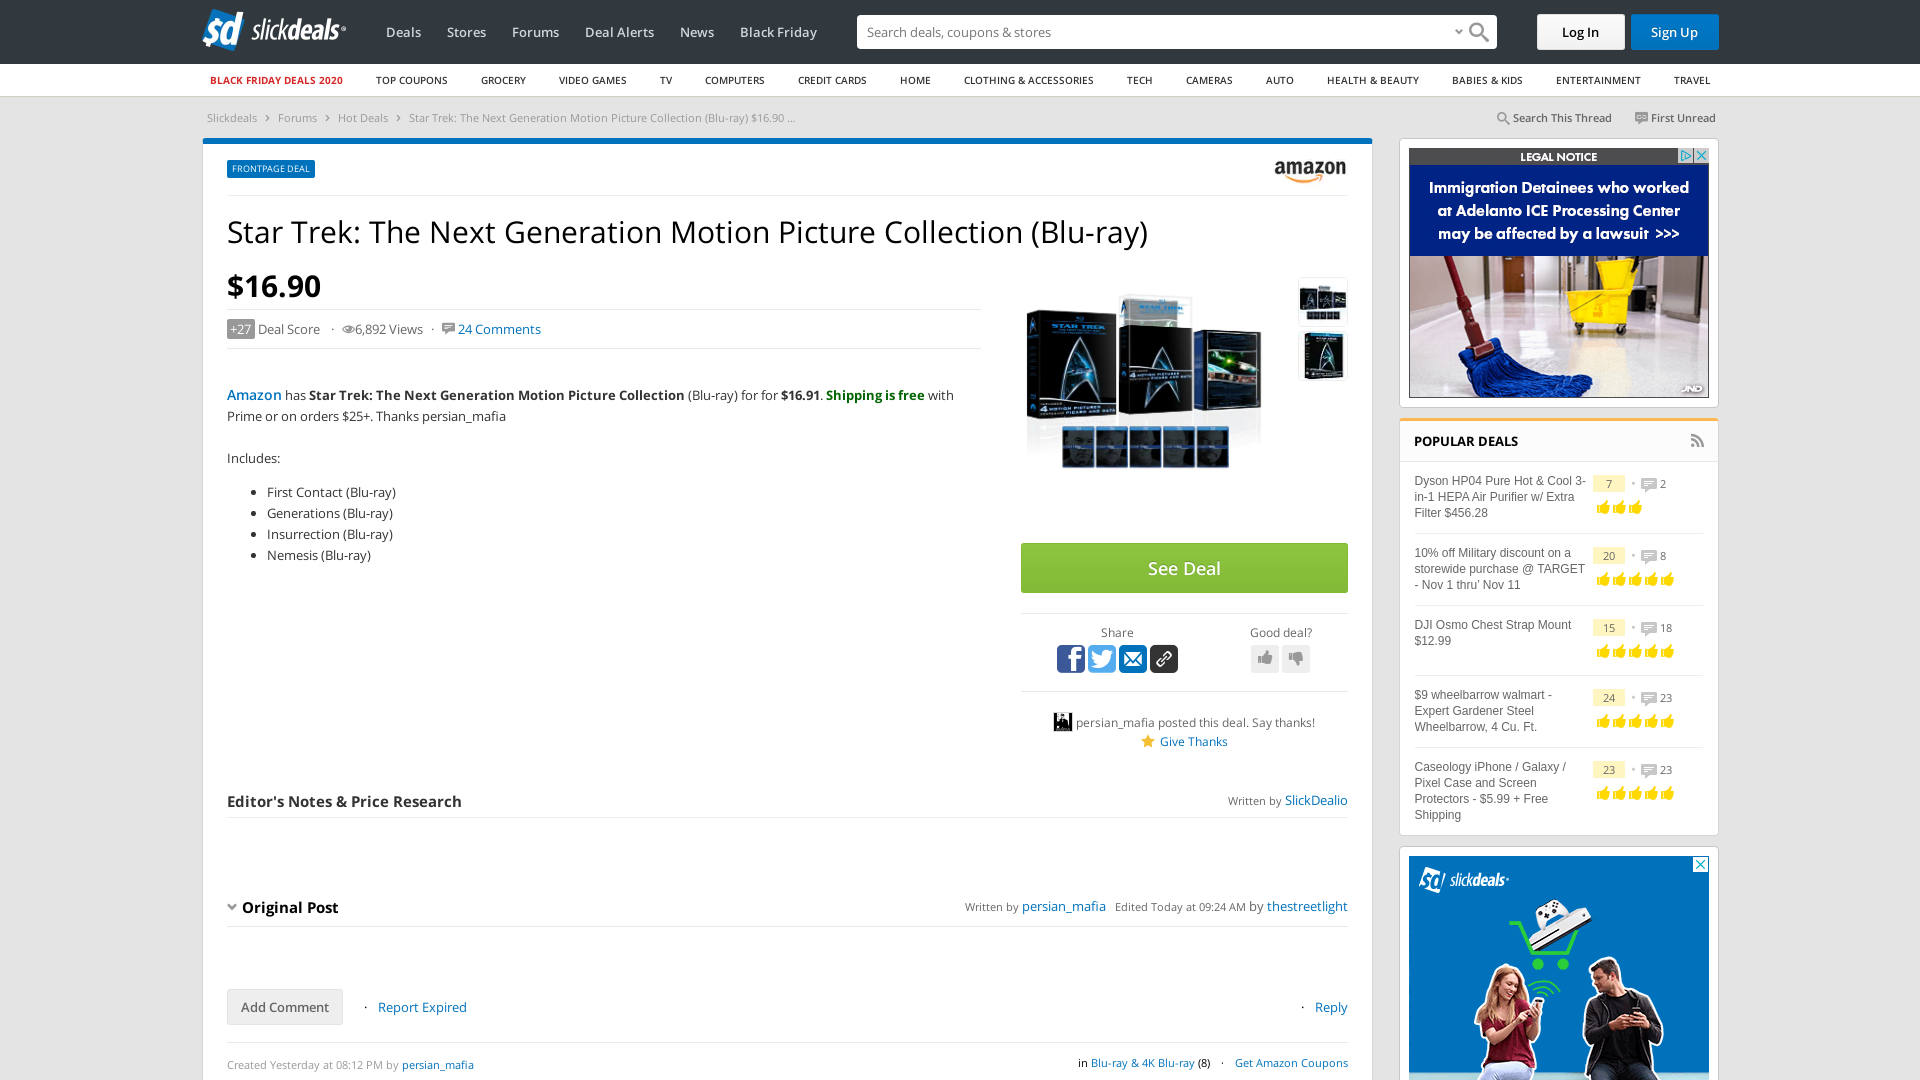 slickdeals
Deals
Stores
Forums
Deal Alerts
News
Black Friday
Search deals, coupons & stores
Log In
Sign Up
BLACK FRIDAY DEALS 2020
TOP COUPONS
GROCERY
VIDEO GAMES
TV
COMPUTERS
CREDIT CARDS
HOME
CLOTHING & ACCESSORIES
TECH
CAMERAS
AUTO
HEALTH & BEAUTY
BABIES & KIDS
ENTERTAINMENT
TRAVEL
Slickdeals › Forums › Hot Deals › Star Trek: The Next Generation Motion Picture Collection (Blu-ray) $16.90 ...
Search This Thread
First Unread
FRONTPAGE DEAL
amazon
Star Trek: The Next Generation Motion Picture Collection (Blu-ray)
$16.90
+27 Deal Score · 6,892 Views · 24 Comments
Amazon has Star Trek: The Next Generation Motion Picture Collection (Blu-ray) for for $16.91. Shipping is free with
Prime or on orders $25+. Thanks persian_mafia
Includes:
• First Contact (Blu-ray)
• Generations (Blu-ray)
• Insurrection (Blu-ray)
• Nemesis (Blu-ray)
STAR TREK
STAR TREK
See Deal
Share
Good deal?
persian_mafia posted this deal. Say thanks!
Give Thanks
Editor's Notes & Price Research
Written by SlickDealio
Original Post
Written by persian_mafia Edited Today at 09:24 AM by thestreetlight
Add Comment
· Report Expired
· Reply
Created Yesterday at 08:12 PM by persian_mafia
in Blu-ray & 4K Blu-ray (8) · Get Amazon Coupons
LEGAL NOTICE
Immigration Detainees who worked
at Adelanto ICE Processing Center
may be affected by a lawsuit >>>
JND
POPULAR DEALS
Dyson HP04 Pure Hot & Cool 3-
in-1 HEPA Air Purifier w/ Extra
Filter $456.28
7 • 2
10% off Military discount on a
storewide purchase @ TARGET
- Nov 1 thru' Nov 11
20 • 8
DJI Osmo Chest Strap Mount
$12.99
15 • 18
$9 wheelbarrow walmart -
Expert Gardener Steel
Wheelbarrow, 4 Cu. Ft.
24 • 23
Caseology iPhone / Galaxy /
Pixel Case and Screen
Protectors - $5.99 + Free
Shipping
23 • 23
sd slickdeals